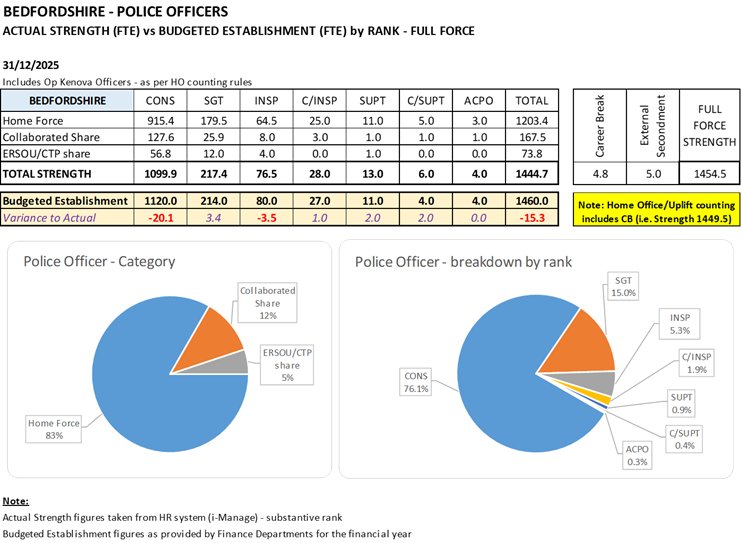 BEDFORDSHIRE - POLICE OFFICERS
ACTUAL STRENGTH (FTE) vs BUDGETED ESTABLISHMENT (FTE) by RANK - FULL FORCE
31/12/2025
Includes Op Kenova Officers - as per HO counting rules
BEDFORDSHIRE CONS SGT INSP C/INSP SUPT C/SUPT ACPO TOTAL
Home Force 915.4 179.5 64.5 25.0 11.0 5.0 3.0 1203.4
Collaborated Share 127.6 25.9 8.0 3.0 1.0 1.0 1.0 167.5
ERSOU/CTP share 56.8 12.0 4.0 0.0 1.0 0.0 0.0 73.8
TOTAL STRENGTH 1099.9 217.4 76.5 28.0 13.0 6.0 4.0 1444.7
Budgeted Establishment 1120.0 214.0 80.0 27.0 11.0 4.0 4.0 1460.0
Variance to Actual -20.1 3.4 -3.5 1.0 2.0 2.0 0.0 -15.3
Career Break
External
Secondment
FULL
FORCE
STRENGTH
4.8 5.0 1454.5
Note: Home Office/Uplift counting
includes CB (i.e. Strength 1449.5)
Police Officer - Category
Collaborated
Share
12%
ERSOU/CTP
share
5%
Home Force
83%
Police Officer - breakdown by rank
SGT
15.0%
INSP
5.3%
C/INSP
1.9%
CONS
76.1%
SUPT
0.9%
C/SUPT
0.4%
ACPO
0.3%
Note:
Actual Strength figures taken from HR system (i-Manage) - substantive rank
Budgeted Establishment figures as provided by Finance Departments for the financial year